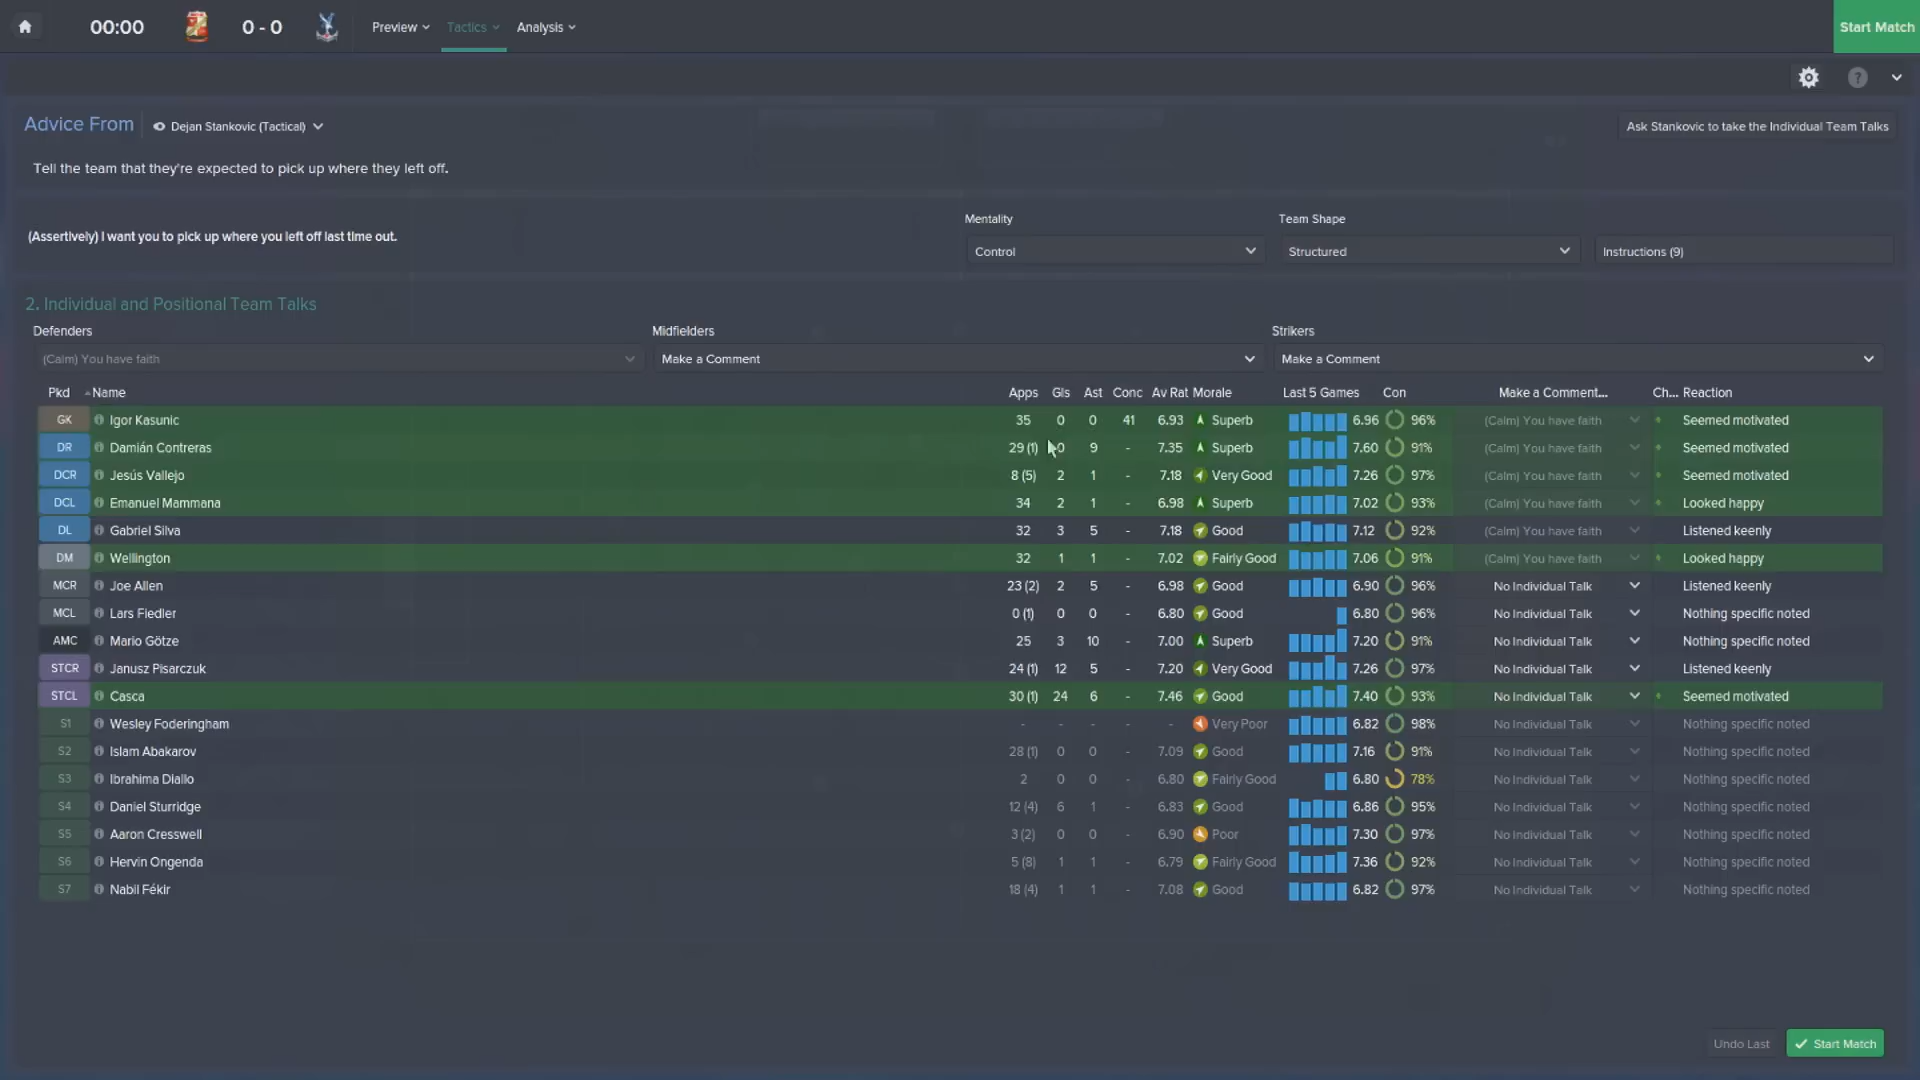 00:00 0 - 0 Preview Tactics Analysis Start Match
?
Advice From Dejan Stankovic (Tactical) Ask Stankovic to take the Individual Team Talks
Tell the team that they're expected to pick up where they left off.
Mentality Team Shape
(Assertively) I want you to pick up where you left off last time out.
Control Structured Instructions (9)
2. Individual and Positional Team Talks
Defenders Midfielders Strikers
(Calm) You have faith Make a Comment Make a Comment
Pkd Name Apps Gls Ast Conc Av Rat Morale Last 5 Games Con Make a Comment... Ch... Reaction
GK Igor Kasunic 35 0 0 41 6.93 Superb 6.96 96% (Calm) You have faith Seemed motivated
DR Damián Contreras 29 (1) 0 9 - 7.35 Superb 7.60 91% (Calm) You have faith Seemed motivated
DCR Jesús Vallejo 8 (5) 2 1 - 7.18 Very Good 7.26 97% (Calm) You have faith Seemed motivated
DCL Emanuel Mammana 34 2 1 - 6.98 Superb 7.02 93% (Calm) You have faith Looked happy
DL Gabriel Silva 32 3 5 - 7.18 Good 7.12 92% (Calm) You have faith Listened keenly
DM Wellington 32 1 1 - 7.02 Fairly Good 7.06 91% (Calm) You have faith Looked happy
MCR Joe Allen 23 (2) 2 5 - 6.98 Good 6.90 96% No Individual Talk Listened keenly
MCL Lars Fiedler 0 (1) 0 0 - 6.80 Good 6.80 96% No Individual Talk Nothing specific noted
AMC Mario Götze 25 3 10 - 7.00 Superb 7.20 91% No Individual Talk Nothing specific noted
STCR Janusz Pisarczuk 24 (1) 12 5 - 7.20 Very Good 7.26 97% No Individual Talk Listened keenly
STCL Casca 30 (1) 24 6 - 7.46 Good 7.40 93% No Individual Talk Seemed motivated
S1 Wesley Foderingham - - - - - Very Poor 6.82 98% No Individual Talk Nothing specific noted
S2 Islam Abakarov 28 (1) 0 0 - 7.09 Good 7.16 91% No Individual Talk Nothing specific noted
S3 Ibrahima Diallo 2 0 0 - 6.80 Fairly Good 6.80 78% No Individual Talk Nothing specific noted
S4 Daniel Sturridge 12 (4) 6 1 - 6.83 Good 6.86 95% No Individual Talk Nothing specific noted
S5 Aaron Cresswell 3 (2) 0 0 - 6.90 Poor 7.30 97% No Individual Talk Nothing specific noted
S6 Hervin Ongenda 5 (8) 1 1 - 6.79 Fairly Good 7.36 92% No Individual Talk Nothing specific noted
S7 Nabil Fékir 18 (4) 1 1 - 7.08 Good 6.82 97% No Individual Talk Nothing specific noted
Undo Last Start Match